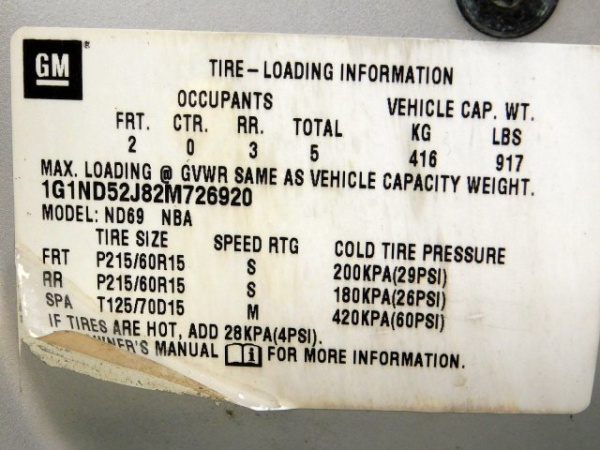 GM ®
TIRE-LOADING INFORMATION
OCCUPANTS VEHICLE CAP. WT.
FRT. CTR. RR. TOTAL KG LBS
2 0 3 5 416 917
MAX. LOADING @ GVWR SAME AS VEHICLE CAPACITY WEIGHT.
1G1ND52J82M726920
MODEL: ND69 NBA
TIRE SIZE SPEED RTG COLD TIRE PRESSURE
FRT P215/60R15 S 200KPA(29PSI)
RR P215/60R15 S 180KPA(26PSI)
SPA T125/70D15 M 420KPA(60PSI)
IF TIRES ARE HOT, ADD 28KPA(4PSI).
MANUAL FOR MORE INFORMATION.